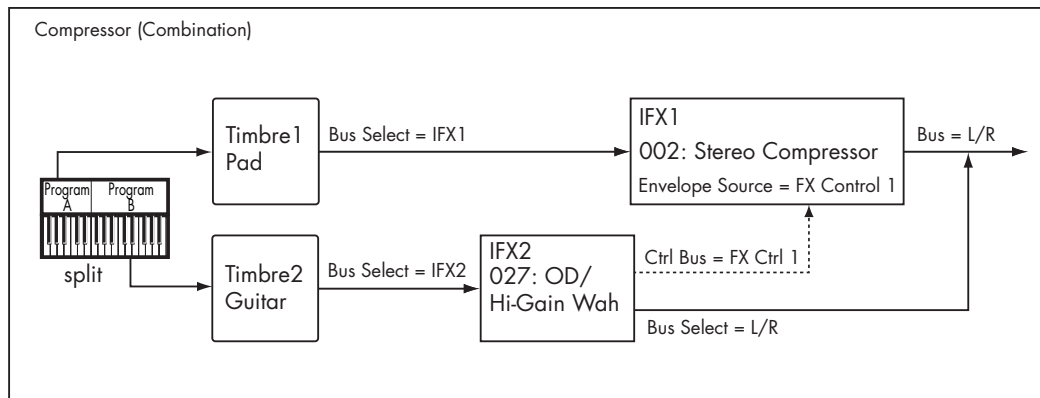 Compressor (Combination)
Program
A
Program
B
split
Timbre1
Pad
Bus Select = IFX1
IFX1
002: Stereo Compressor
Envelope Source = FX Control 1
Bus = L/R
Timbre2
Guitar
Bus Select = IFX2
IFX2
027: OD/
Hi-Gain Wah
Ctrl Bus = FX Ctrl 1
Bus Select = L/R